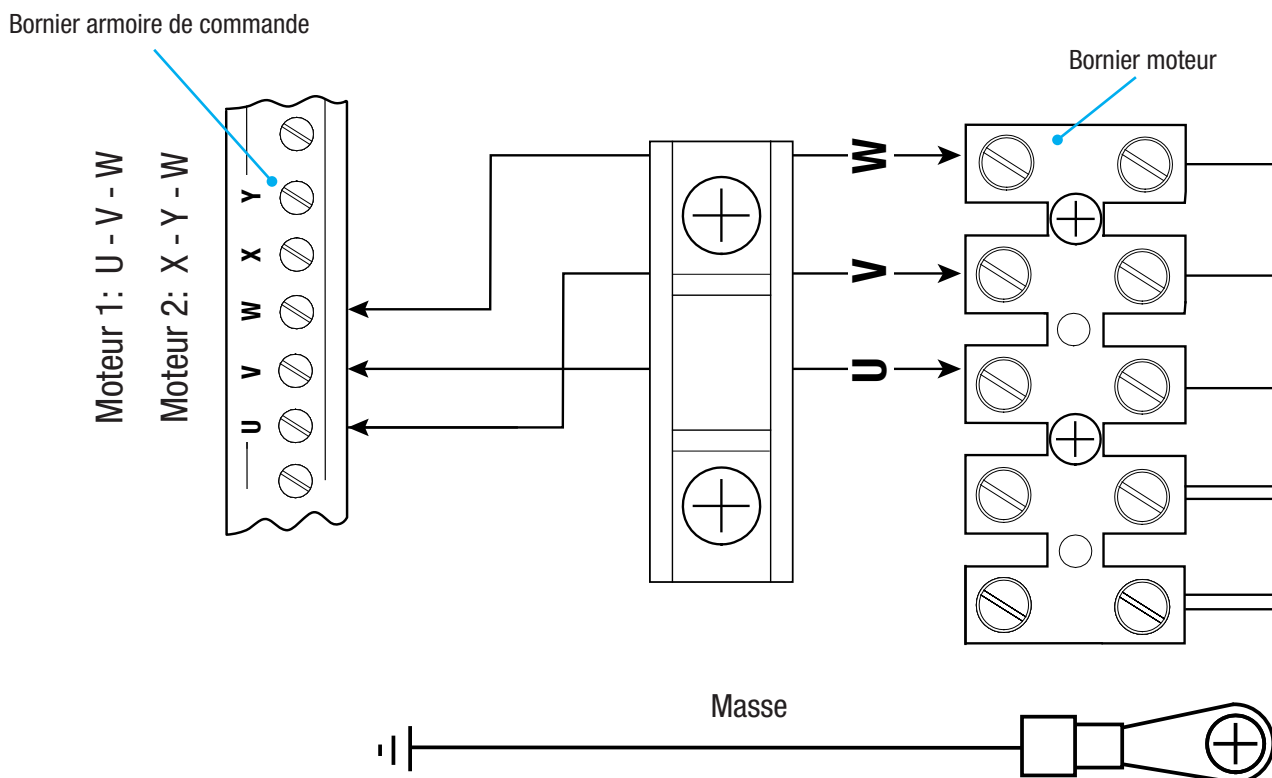 Bornier armoire de commande
Bornier moteur
Moteur 1: U - V - W
Moteur 2: X - Y - W
Y
X
W
V
U
W
V
U
Masse